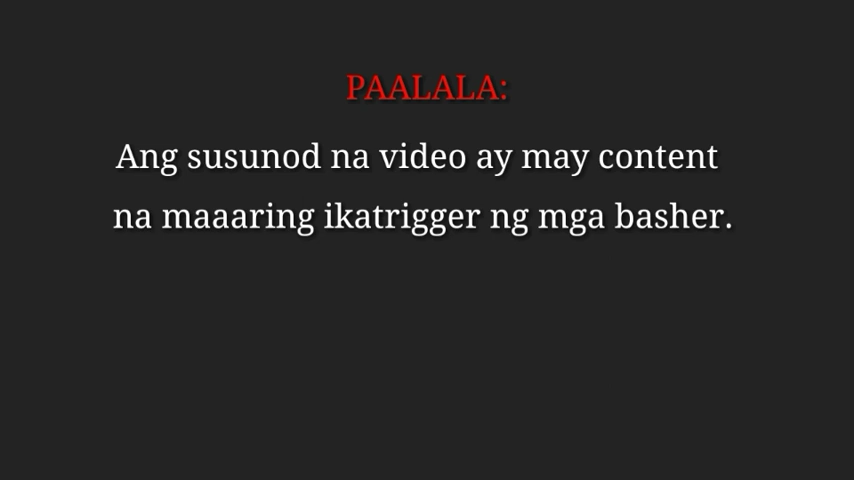 PAALALA:
Ang susunod na video ay may content
na maaaring ikatrigger ng mga basher.